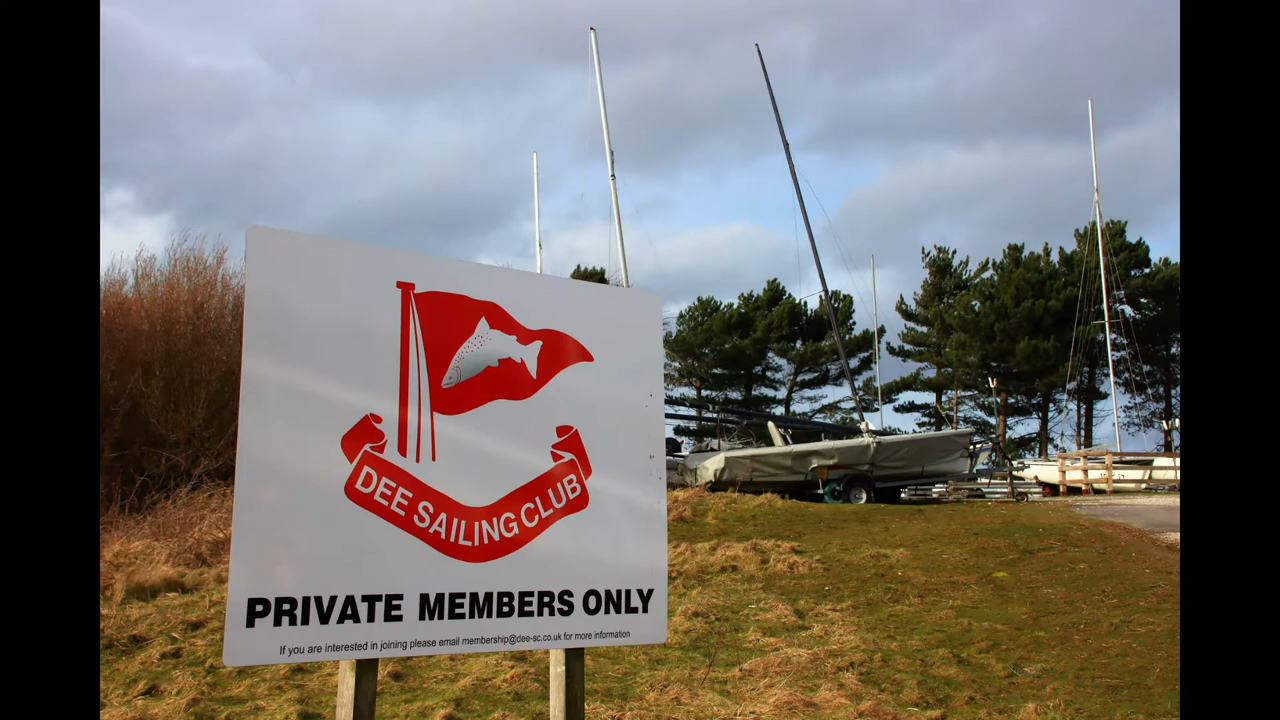 DEE SAILING CLUB
PRIVATE MEMBERS ONLY
If you are interested in joining please email membership@dee-sc.co.uk for more information